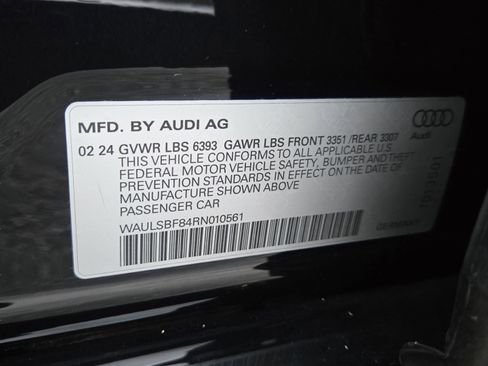 MFD. BY AUDI AG
02 24 GVWR LBS 6393 GAWR LBS FRONT 3351 /REAR 3307
THIS VEHICLE CONFORMS TO ALL APPLICABLE U.S.
FEDERAL MOTOR VEHICLE SAFETY, BUMPER AND THEFT
PREVENTION STANDARDS IN EFFECT ON THE DATE OF
MANUFACTURE SHOWN ABOVE
PASSENGER CAR
WAULSBF84RN010561
GERMANY
Audi